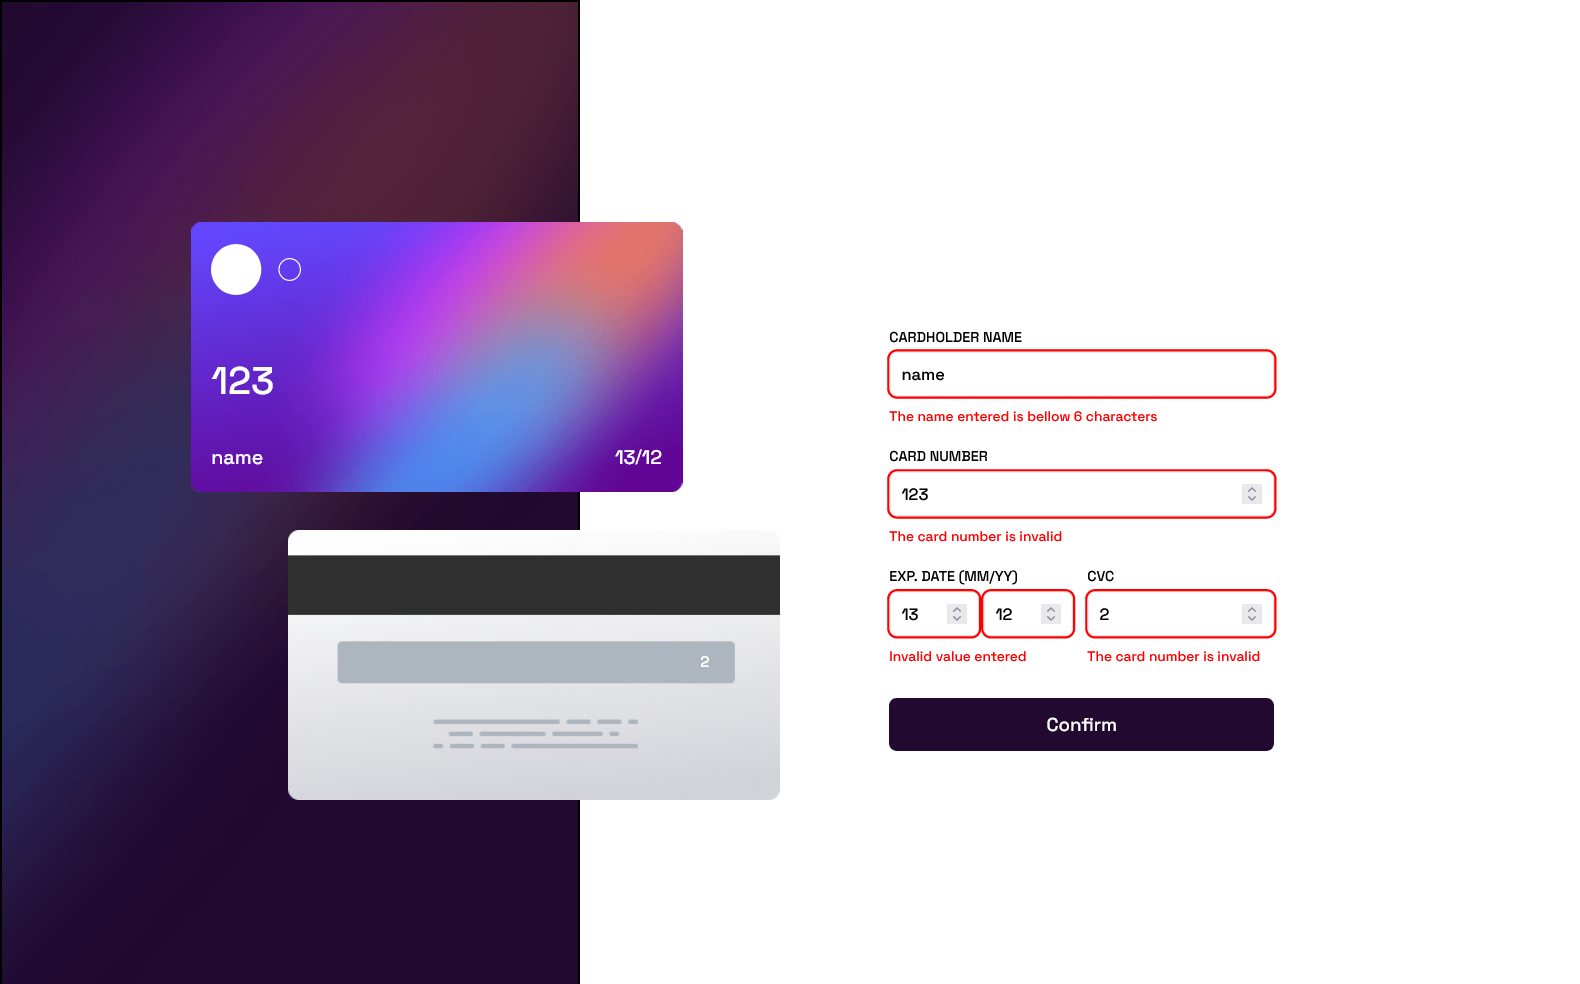 123
name 13/12
2
CARDHOLDER NAME
name
The name entered is bellow 6 characters
CARD NUMBER
123
The card number is invalid
EXP. DATE (MM/YY) CVC
13 12 2
Invalid value entered The card number is invalid
Confirm